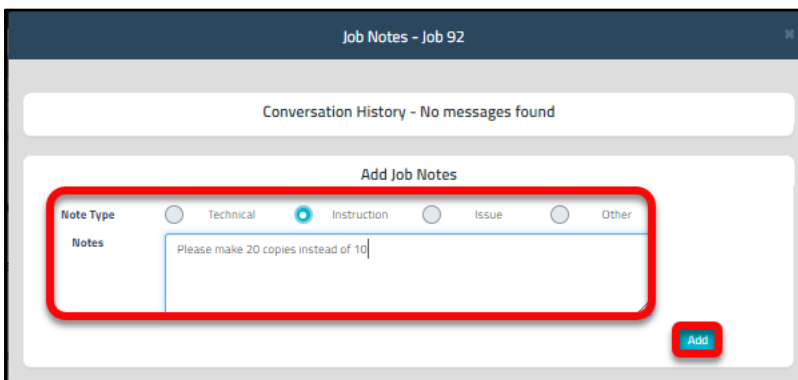 Job Notes - Job 92
Conversation History - No messages found
Add Job Notes
Note Type Technical Instruction Issue Other
Notes
Please make 20 copies instead of 10
Add